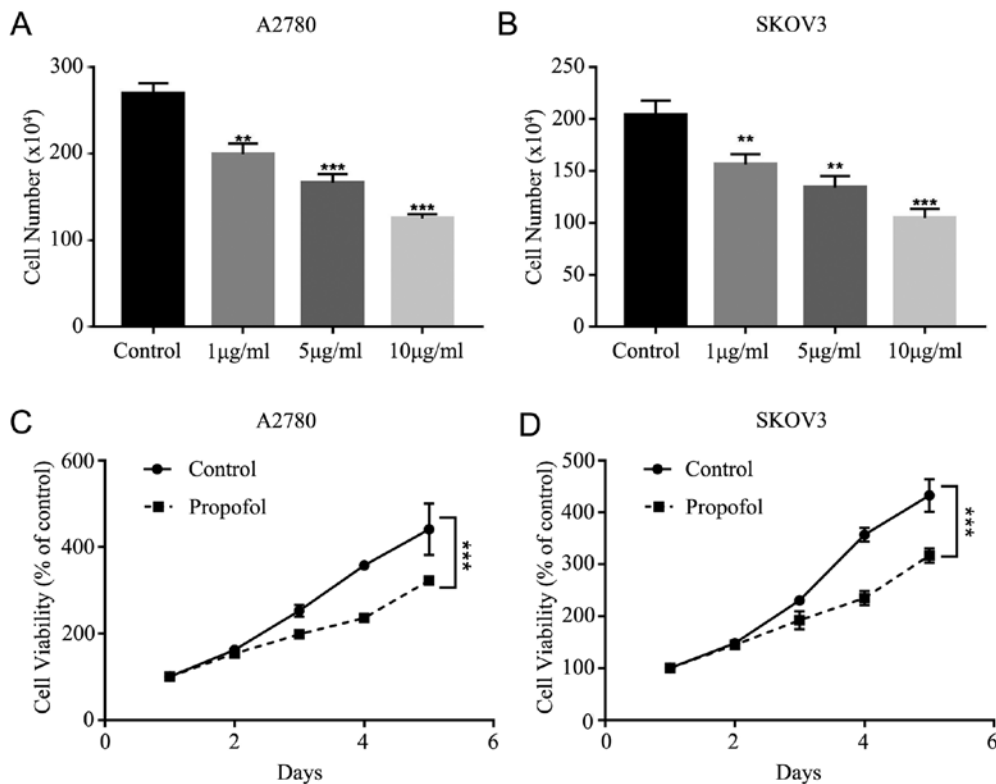 A
A2780
Cell Number (x10⁴)
300
200
100
0
**
***
***
Control
1μg/ml
5μg/ml
10μg/ml
B
SKOV3
Cell Number (x10⁴)
250
200
150
100
50
0
**
**
***
Control
1μg/ml
5μg/ml
10μg/ml
C
A2780
Cell Viability (% of control)
600
400
200
0
Control
Propofol
***
0
2
4
6
Days
D
SKOV3
Cell Viability (% of control)
500
400
300
200
100
0
Control
Propofol
***
0
2
4
6
Days